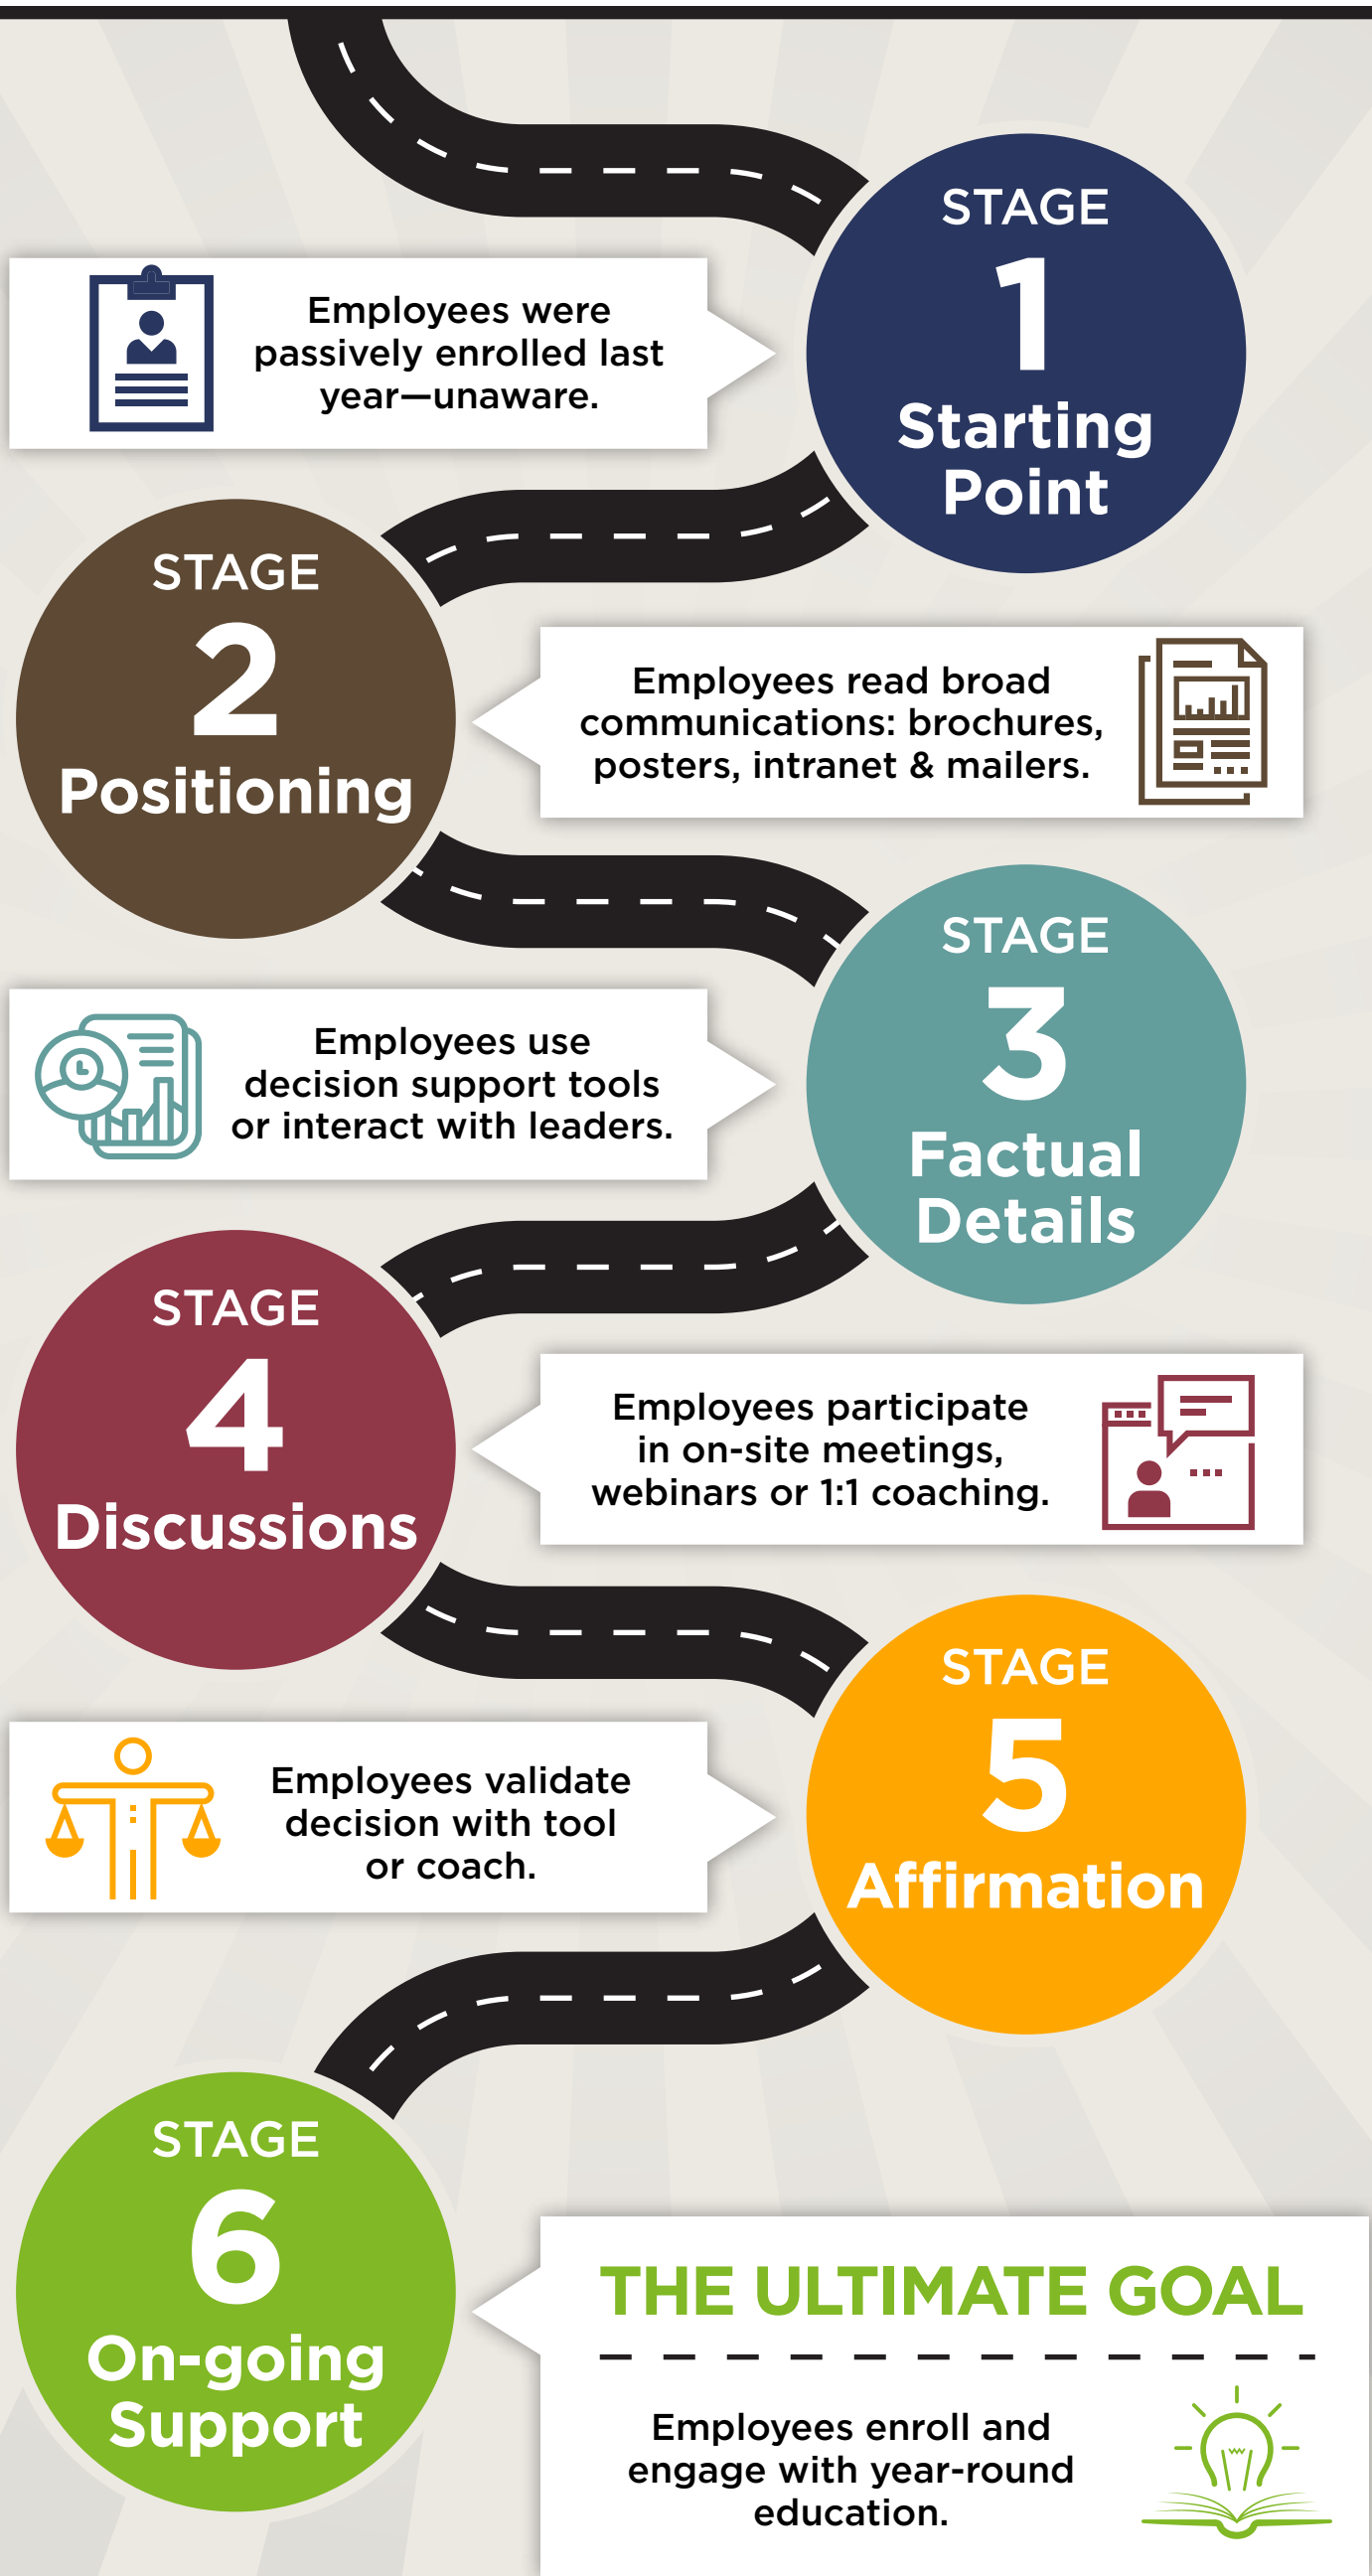 STAGE
1
Starting
Point
Employees were
passively enrolled last
year—unaware.
STAGE
2
Positioning
Employees read broad
communications: brochures,
posters, intranet & mailers.
STAGE
3
Factual
Details
Employees use
decision support tools
or interact with leaders.
STAGE
4
Discussions
Employees participate
in on-site meetings,
webinars or 1:1 coaching.
STAGE
5
Affirmation
Employees validate
decision with tool
or coach.
STAGE
6
On-going
Support
THE ULTIMATE GOAL
Employees enroll and
engage with year-round
education.